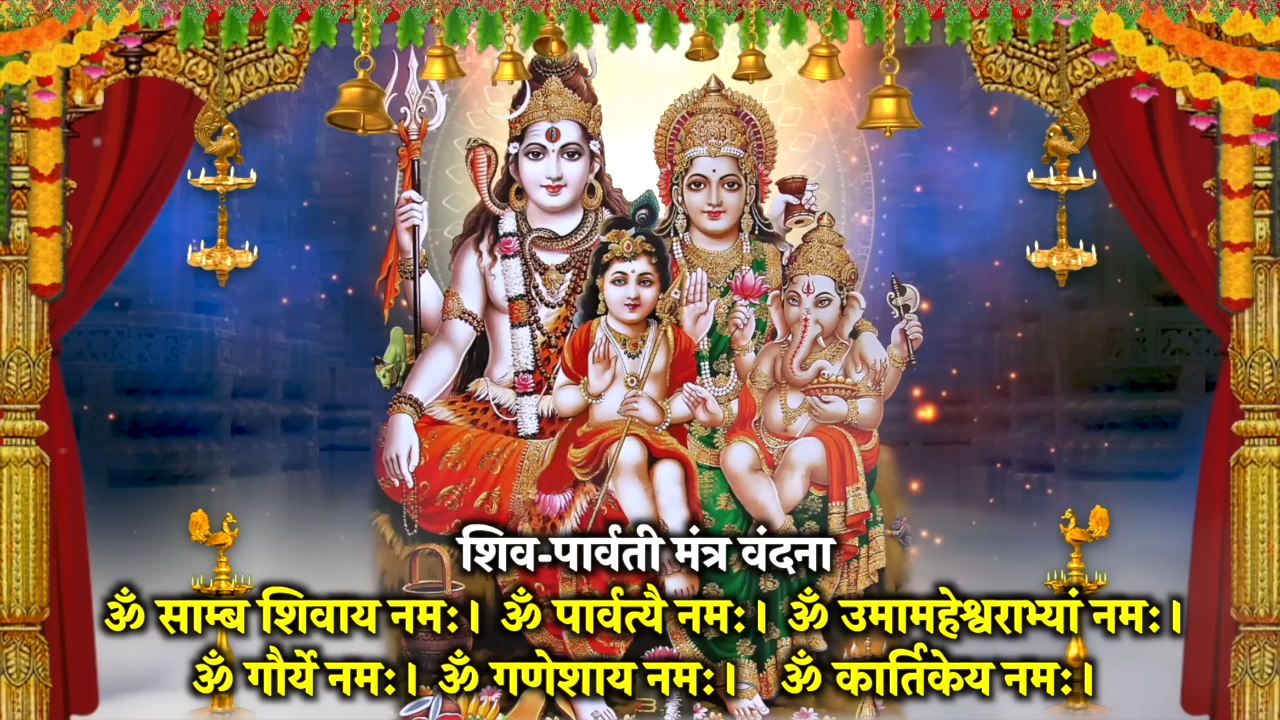 शिव-पार्वती मंत्र वंदना
ॐ साम्ब शिवाय नमः। ॐ पार्वत्यै नमः। ॐ उमामहेश्वराभ्यां नमः।
ॐ गौर्ये नमः। ॐ गणेशाय नमः। ॐ कार्तिकेय नमः।